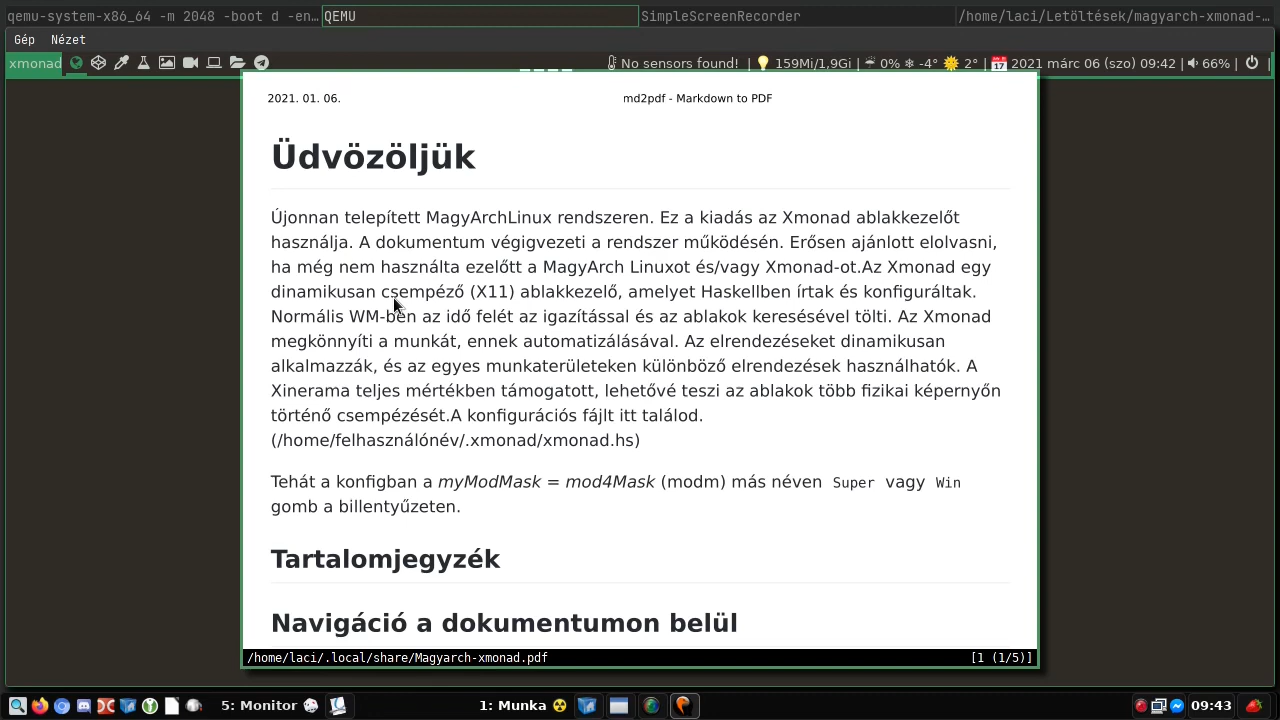 qemu-system-x86_64 -m 2048 -boot d -en… QEMU SimpleScreenRecorder /home/laci/Letöltések/magyarch-xmonad-…
Gép Nézet
xmonad No sensors found! | 159Mi/1,9Gi | 0% -4° 2° | 2021 márc 06 (szo) 09:42 | 66% | |
2021. 01. 06. md2pdf - Markdown to PDF
Üdvözöljük
Újonnan telepített MagyArchLinux rendszeren. Ez a kiadás az Xmonad ablakkezelőt
használja. A dokumentum végigvezeti a rendszer működésén. Erősen ajánlott elolvasni,
ha még nem használta ezelőtt a MagyArch Linuxot és/vagy Xmonad-ot.Az Xmonad egy
dinamikusan csempéző (X11) ablakkezelő, amelyet Haskellben írtak és konfiguráltak.
Normális WM-ben az idő felét az igazítással és az ablakok keresésével tölti. Az Xmonad
megkönnyíti a munkát, ennek automatizálásával. Az elrendezéseket dinamikusan
alkalmazzák, és az egyes munkaterületeken különböző elrendezések használhatók. A
Xinerama teljes mértékben támogatott, lehetővé teszi az ablakok több fizikai képernyőn
történő csempézését.A konfigurációs fájlt itt találod.
(/home/felhasználónév/.xmonad/xmonad.hs)
Tehát a konfigban a myModMask = mod4Mask (modm) más néven Super vagy Win
gomb a billentyűzeten.
Tartalomjegyzék
Navigáció a dokumentumon belül
/home/laci/.local/share/Magyarch-xmonad.pdf [1 (1/5)]
5: Monitor 1: Munka 09:43